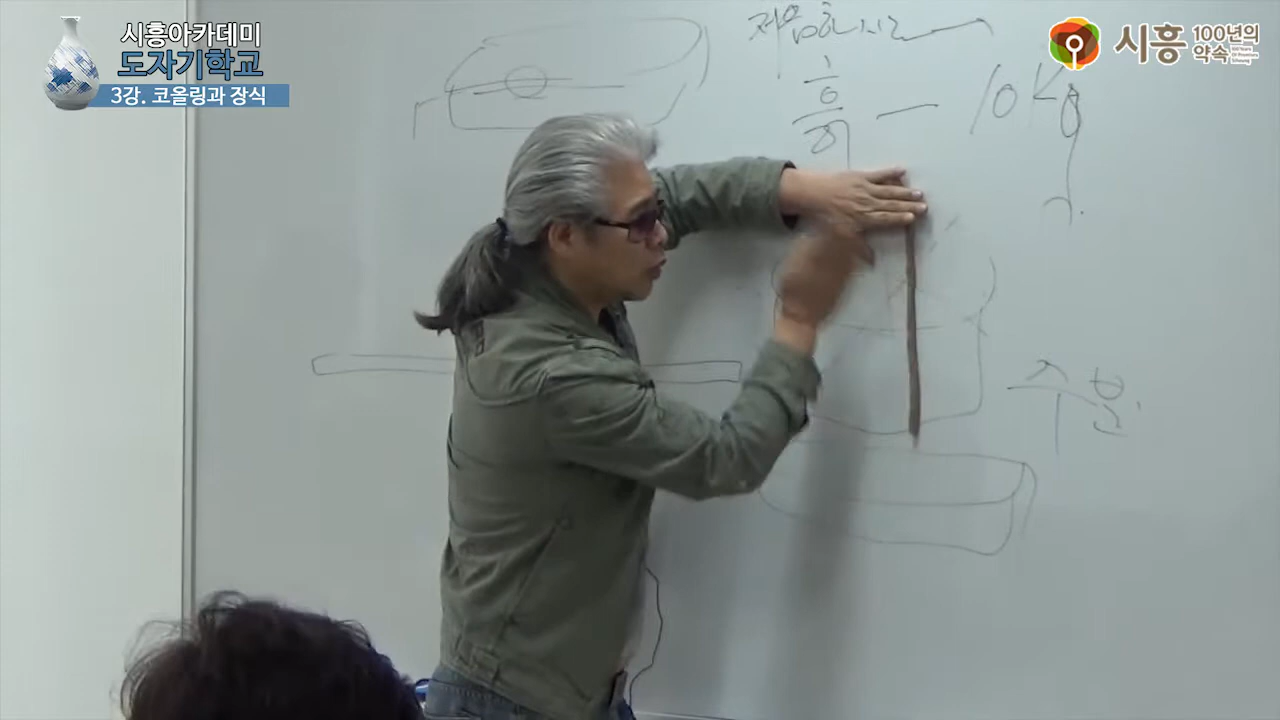 시흥아카데미
도자기학교
3강. 코올링과 장식
시흥 100년의 약속
흙 — 10kg
수분